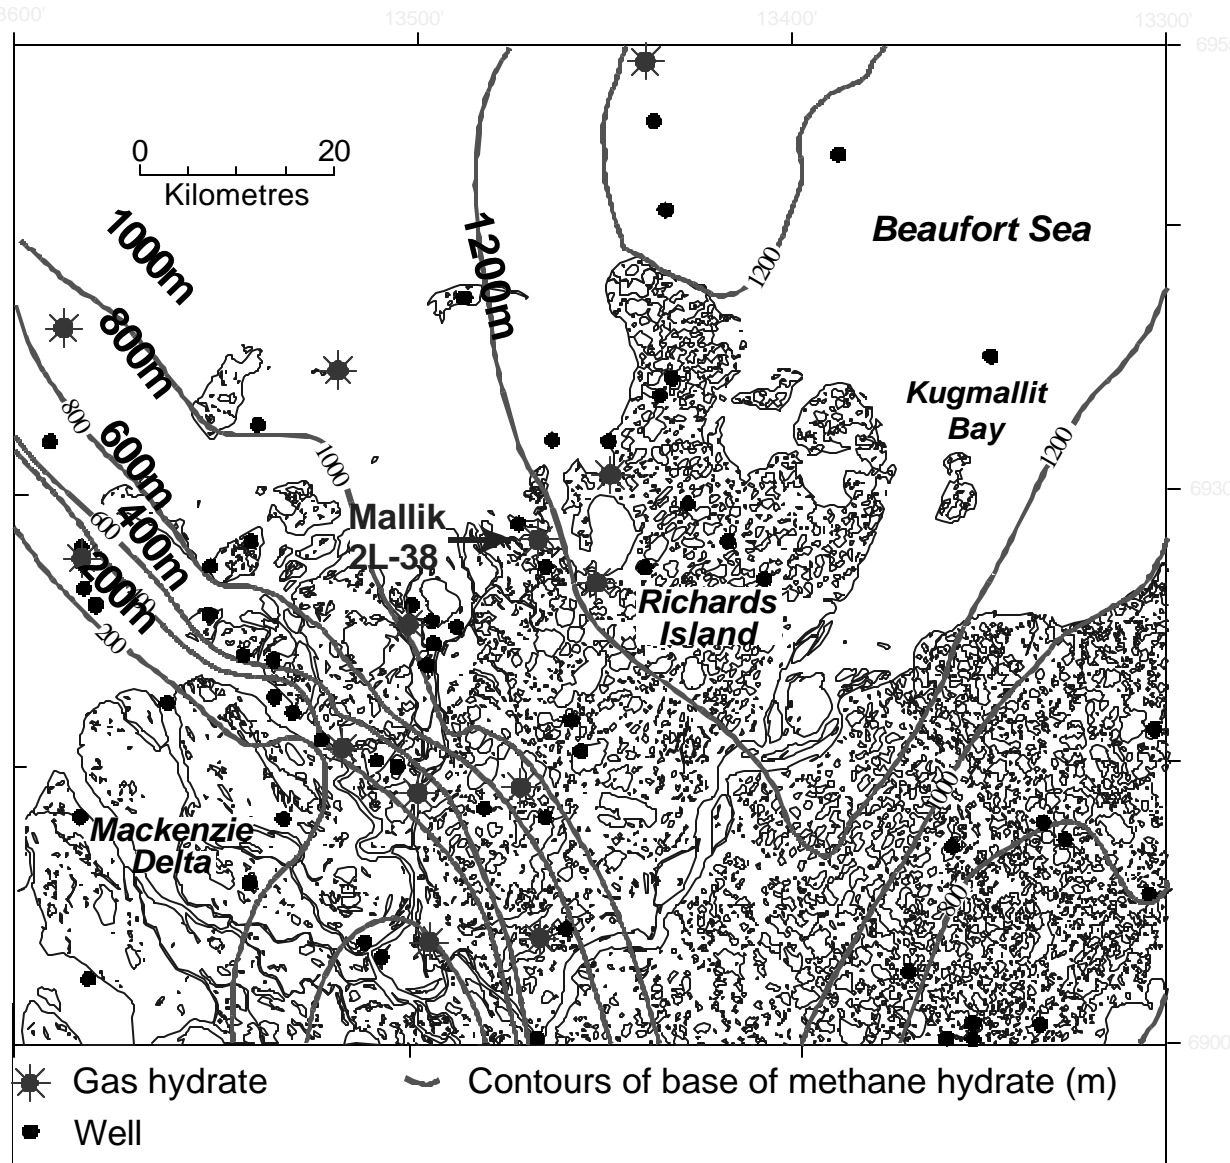 13600'
13500'
13400'
13300'
695
0 20
Kilometres
1000m
1200m
Beaufort Sea
1200
800m
Kugmallit
Bay
800
600m
1000
1200
6930
Mallik
2L-38
400m
600
200m
200
Richards
Island
1000
Mackenzie
Delta
6900
Gas hydrate
Contours of base of methane hydrate (m)
Well